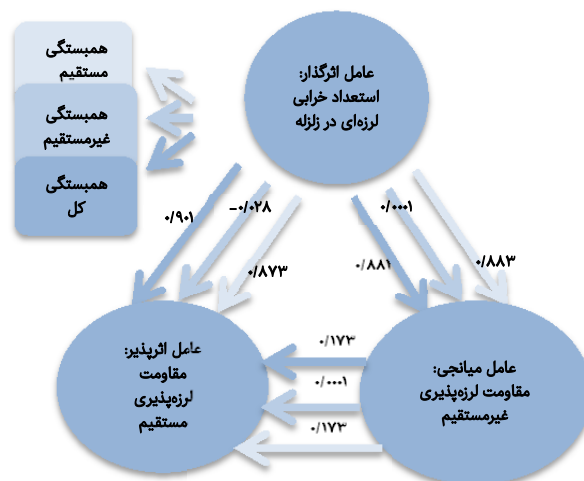 همبستگی
مستقیم
همبستگی
غیرمستقیم
همبستگی
کل
عامل اثرگذار:
استعداد خرابی
لرزه‌ای در زلزله
۰/۹۰۱
-۰/۰۲۸
۰/۸۷۳
۰/۸۸۱
۰/۰۰۰۱
۰/۸۸۳
عامل اثرپذیر:
مقاومت
لرزه‌پذیری
مستقیم
۰/۱۷۳
۰/۰۰۰۱
۰/۱۷۳
عامل میانجی:
مقاومت لرزه‌پذیری
غیرمستقیم